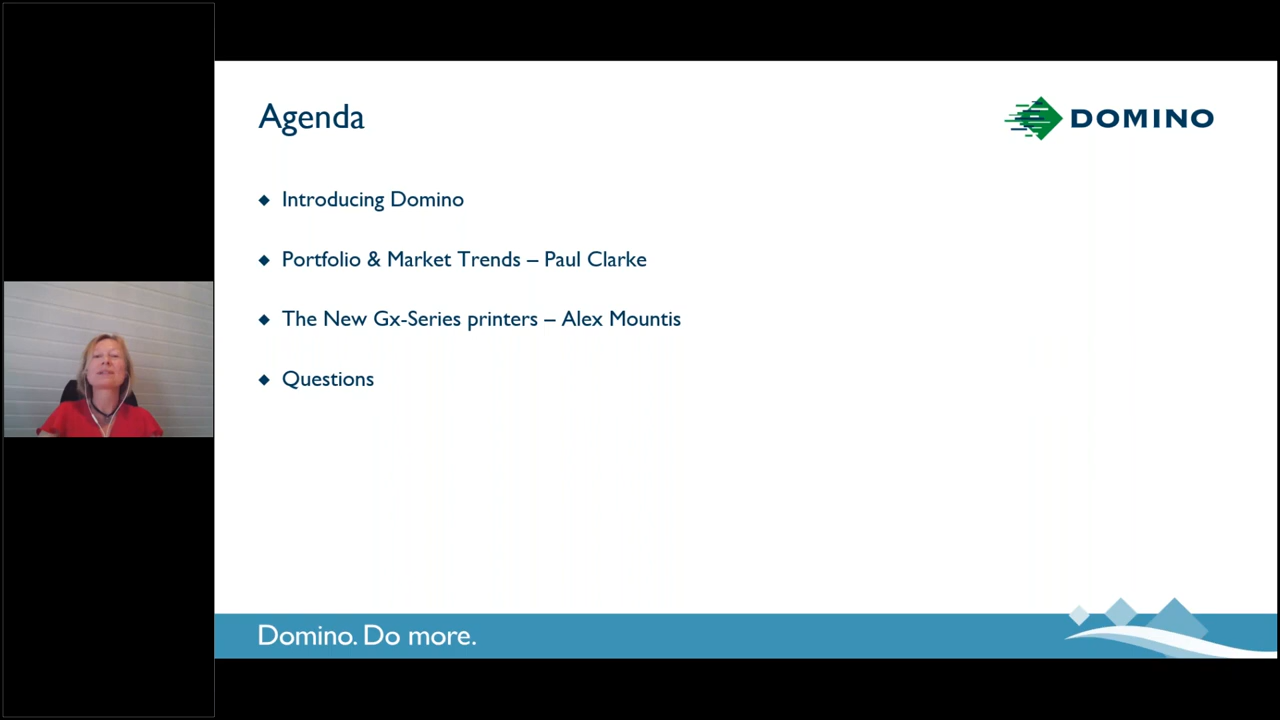 Agenda
DOMINO
Introducing Domino
Portfolio & Market Trends – Paul Clarke
The New Gx-Series printers – Alex Mountis
Questions
Domino. Do more.